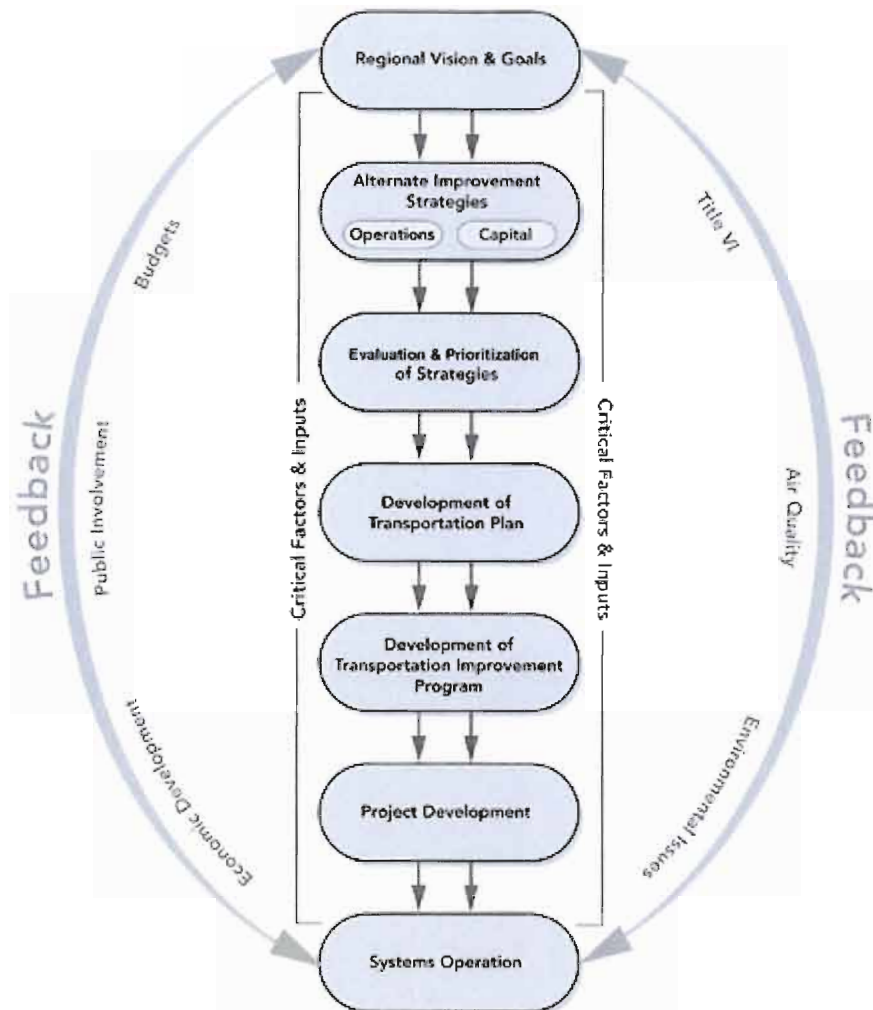 Regional Vision & Goals
Alternate Improvement
Strategies
Operations
Capital
Evaluation & Prioritization
of Strategies
Development of
Transportation Plan
Development of
Transportation Improvement
Program
Project Development
Systems Operation
Critical Factors & Inputs
Critical Factors & Inputs
Feedback
Budgets
Public Involvement
Economic Development
Feedback
Title VI
Air Quality
Environmental Issues